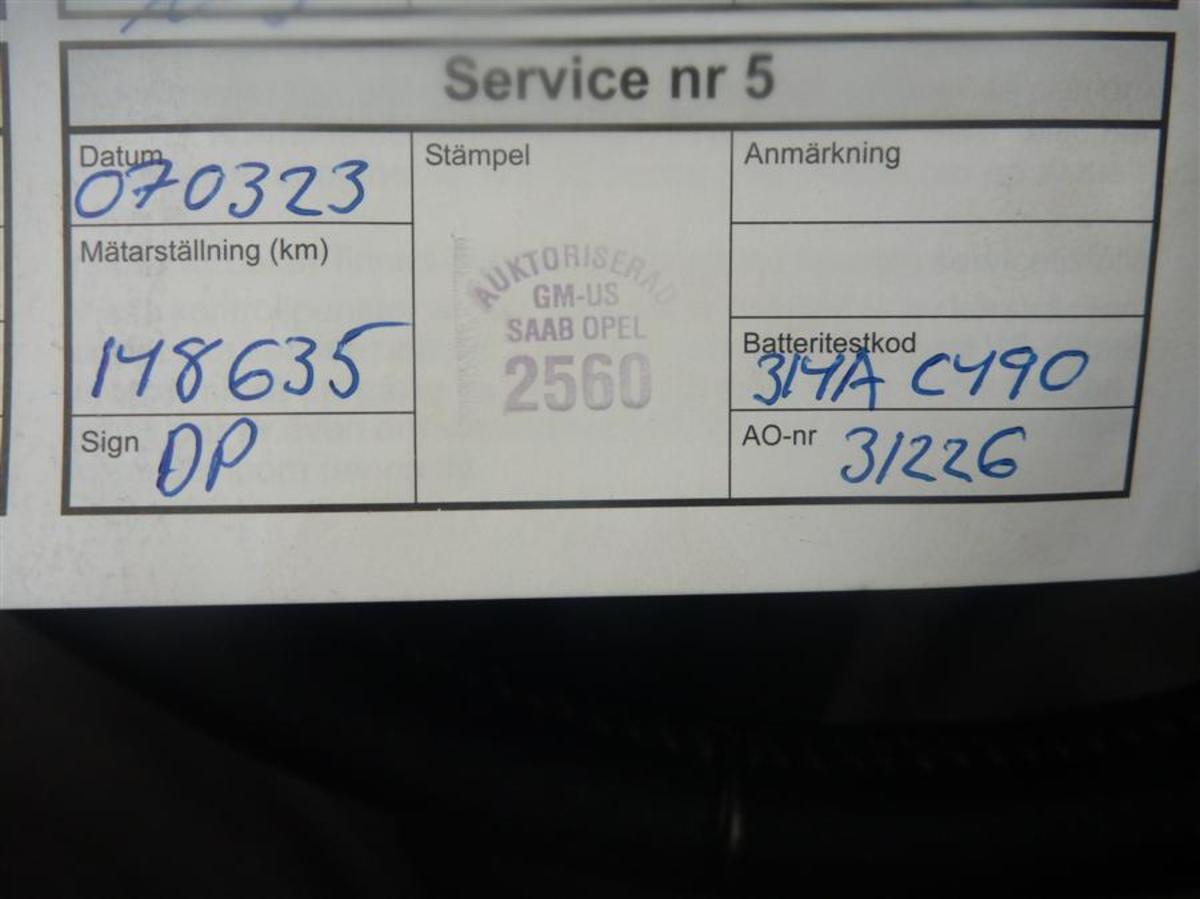 Service nr 5
Datum
070323
Mätarställning (km)
148635
Sign DP
Stämpel
AUKTORISERAD
GM-US
SAAB OPEL
2560
Anmärkning
Batteritestkod
314A C490
AO-nr 31226